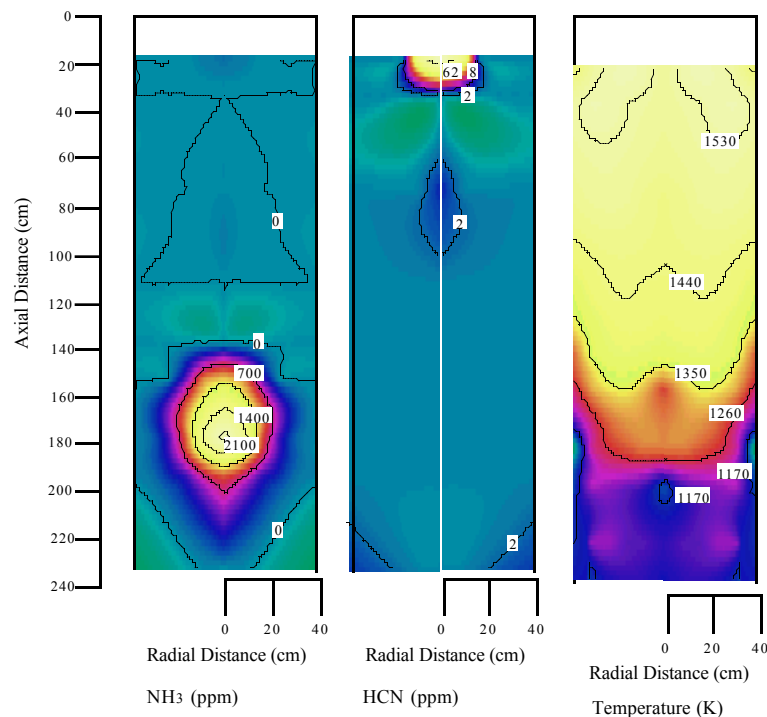 0
20
40
60
80
100
120
140
160
180
200
220
240
Axial Distance (cm)
0
0
700
1400
2100
0
0 20 40
Radial Distance (cm)
NH3 (ppm)
62 8
2
2
2
0 20 40
Radial Distance (cm)
HCN (ppm)
1530
1440
1350
1260
1170
1170
0 20 40
Radial Distance (cm)
Temperature (K)